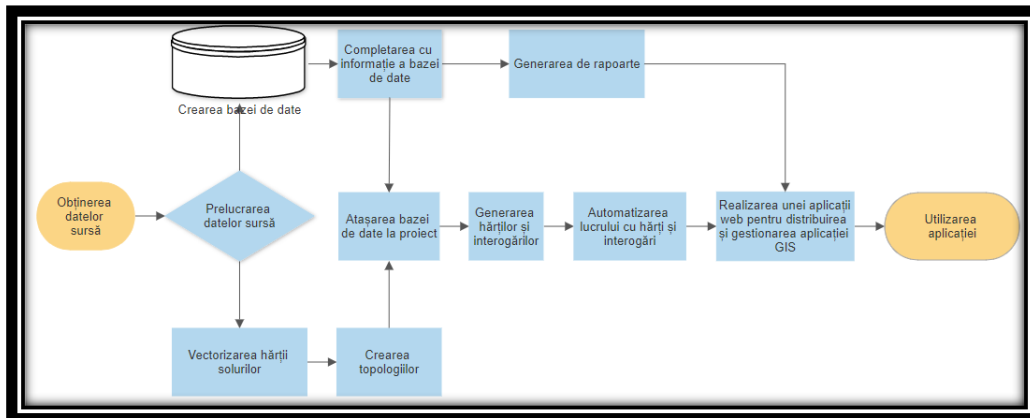 Crearea bazei de date
Completarea cu
informație a bazei
de date
Generarea de rapoarte
Obținerea
datelor
sursă
Prelucrarea
datelor sursă
Atașarea bazei
de date la proiect
Generarea
hărților și
interogărilor
Automatizarea
lucrului cu hărți și
interogări
Realizarea unei aplicații
web pentru distribuirea
și gestionarea aplicației
GIS
Utilizarea
aplicației
Vectorizarea hărții
solurilor
Crearea
topologiilor